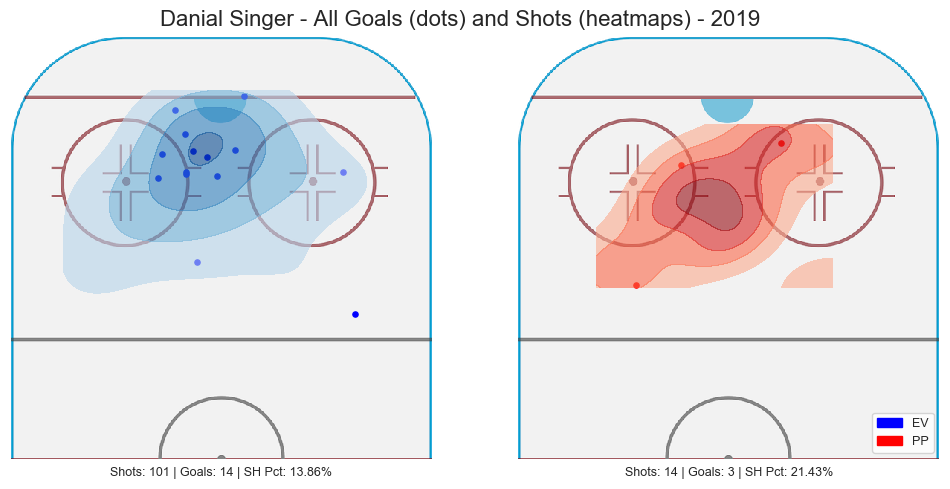 Danial Singer - All Goals (dots) and Shots (heatmaps) - 2019
EV
PP
Shots: 101 | Goals: 14 | SH Pct: 13.86%
Shots: 14 | Goals: 3 | SH Pct: 21.43%